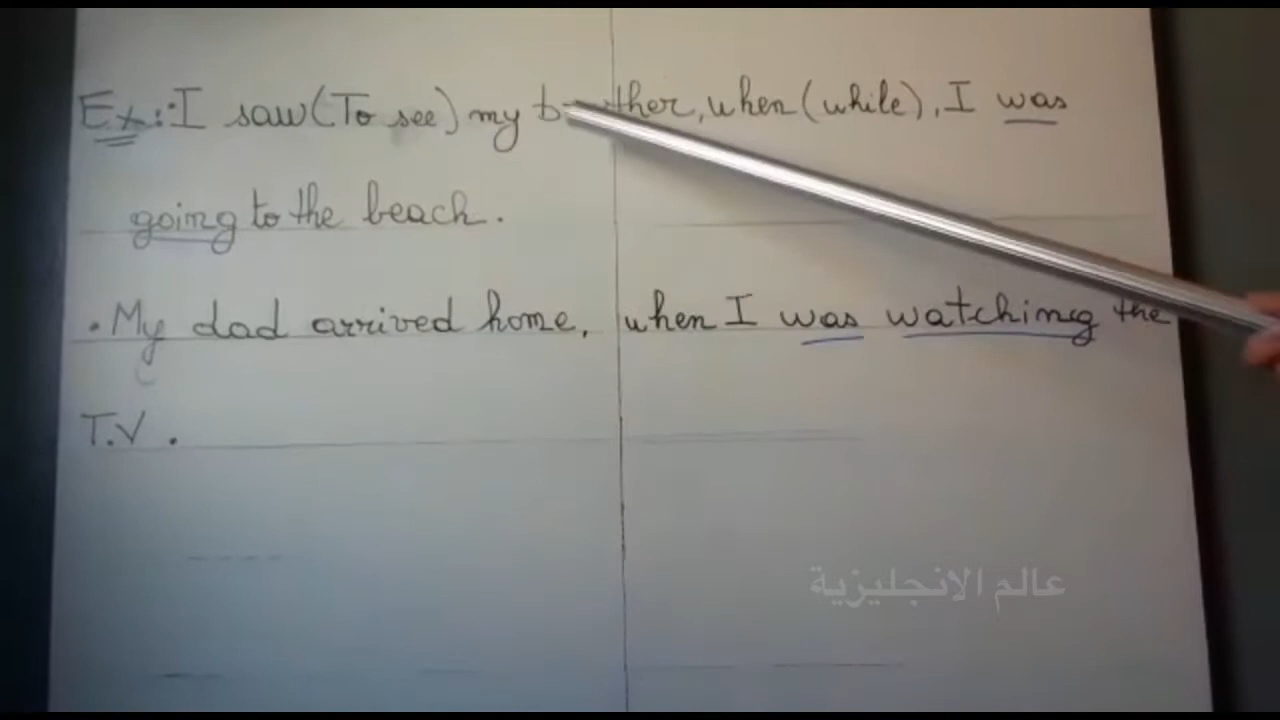 Ex: . I saw (To see) my brother, when (while), I was
going to the beach.
. My dad arrived home, when I was watching the
T.V .
عالم الانجليزية